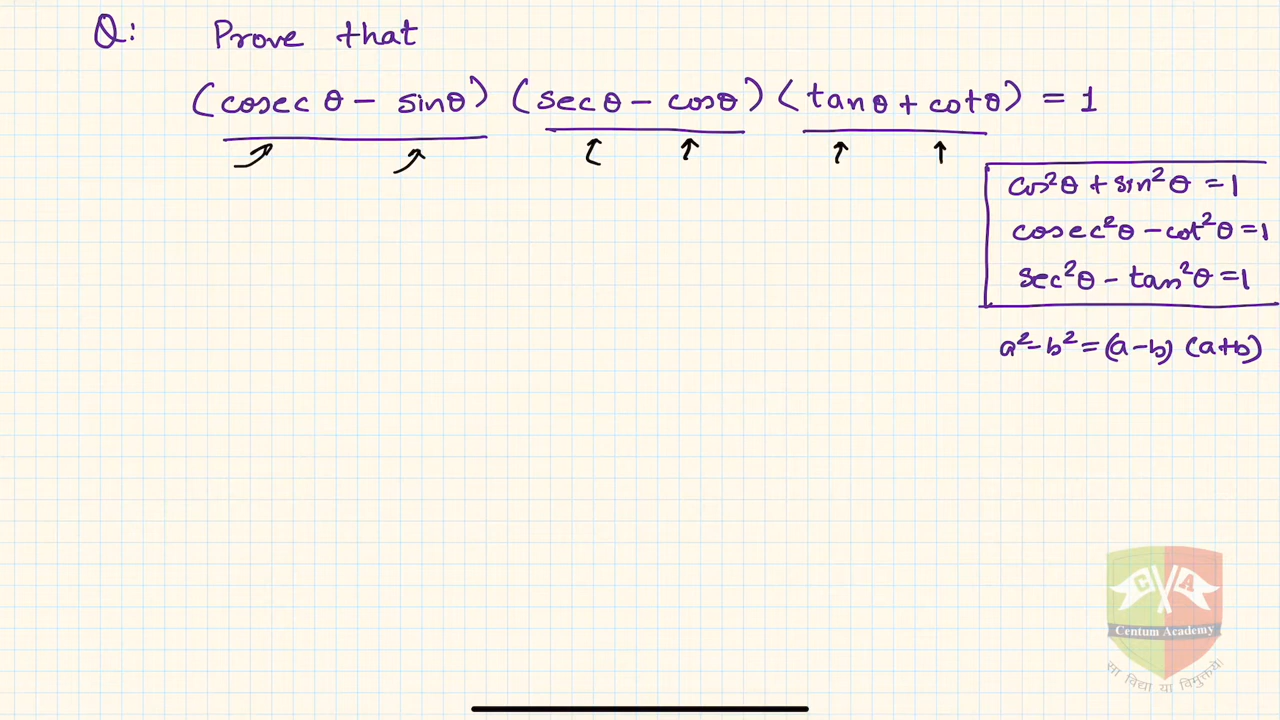 Q: Prove that
(cosec θ - sinθ) (secθ - cosθ) (tanθ + cotθ) = 1
cos²θ + sin²θ = 1
cosec²θ - cot²θ = 1
sec²θ - tan²θ = 1
a² - b² = (a - b) (a + b)
C A
Centum Academy
सा विद्या या विमुक्तये।